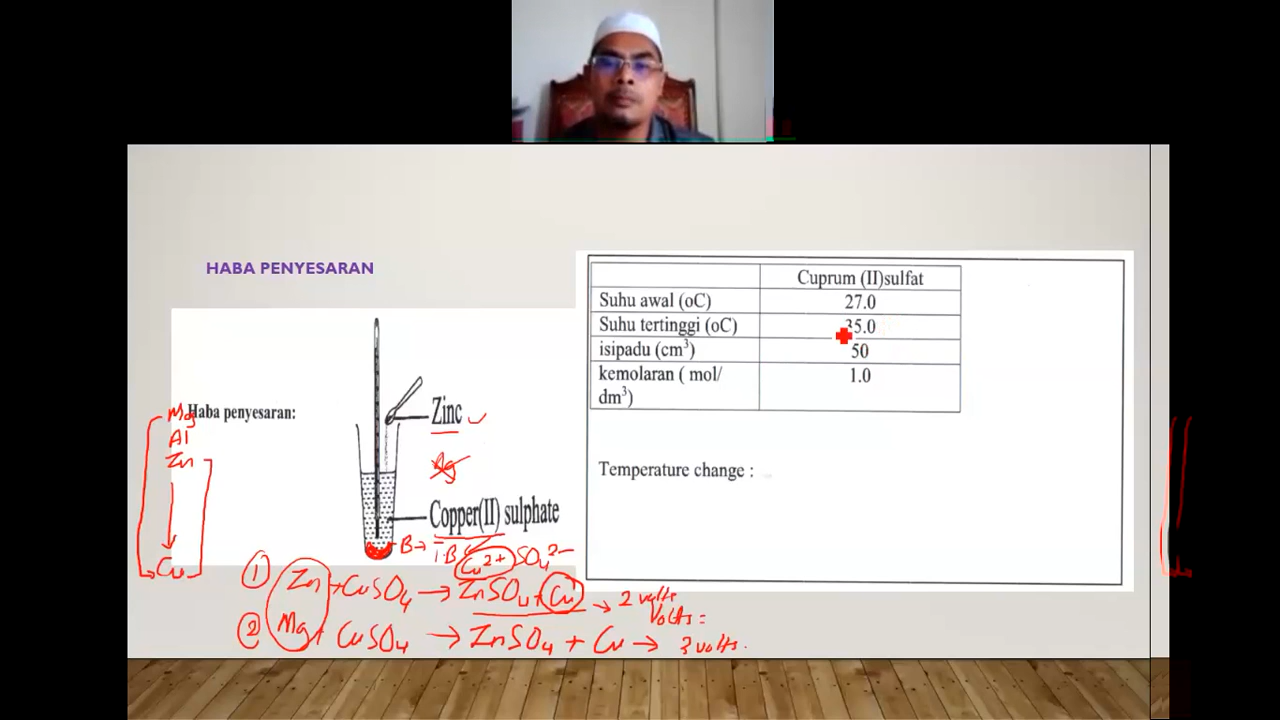 HABA PENYESARAN
Haba penyesaran:
Mg
Al
Zn
Cu
Zinc
Ag
Copper(II) sulphate
B →
Cu²⁺ SO₄²⁻
① Zn + CuSO₄ → ZnSO₄ + Cu → 2 volts
Volts =
② Mg + CuSO₄ → ZnSO₄ + Cu → 3 volts.
Cuprum (II)sulfat
Suhu awal (oC) 27.0
Suhu tertinggi (oC) 35.0
isipadu (cm³) 50
kemolaran ( mol/ 1.0
dm³)
Temperature change :